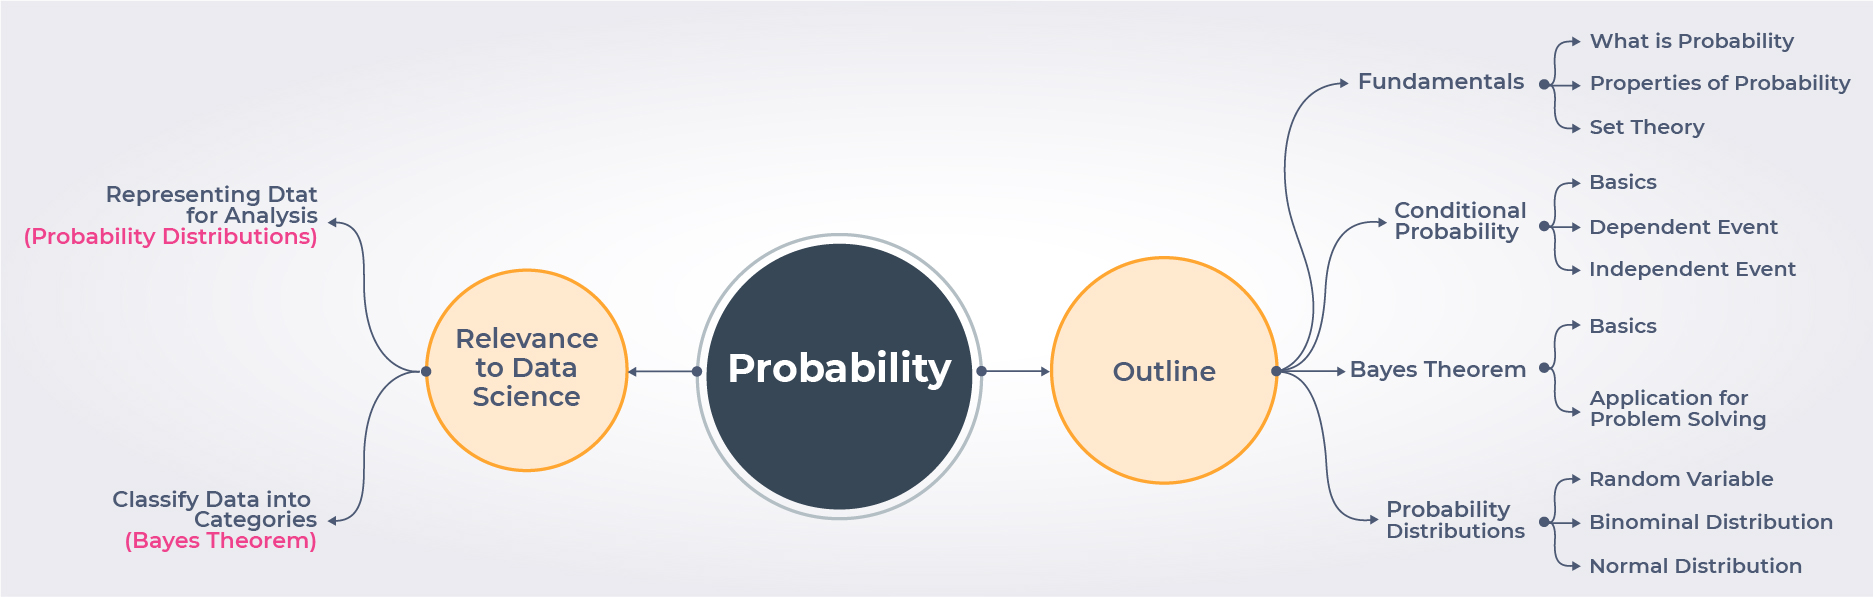 Probability
Relevance
to Data
Science
Representing Dtat
for Analysis
(Probability Distributions)
Classify Data into
Categories
(Bayes Theorem)
Outline
Fundamentals
What is Probability
Properties of Probability
Set Theory
Conditional
Probability
Basics
Dependent Event
Independent Event
Bayes Theorem
Basics
Application for
Problem Solving
Probability
Distributions
Random Variable
Binominal Distribution
Normal Distribution